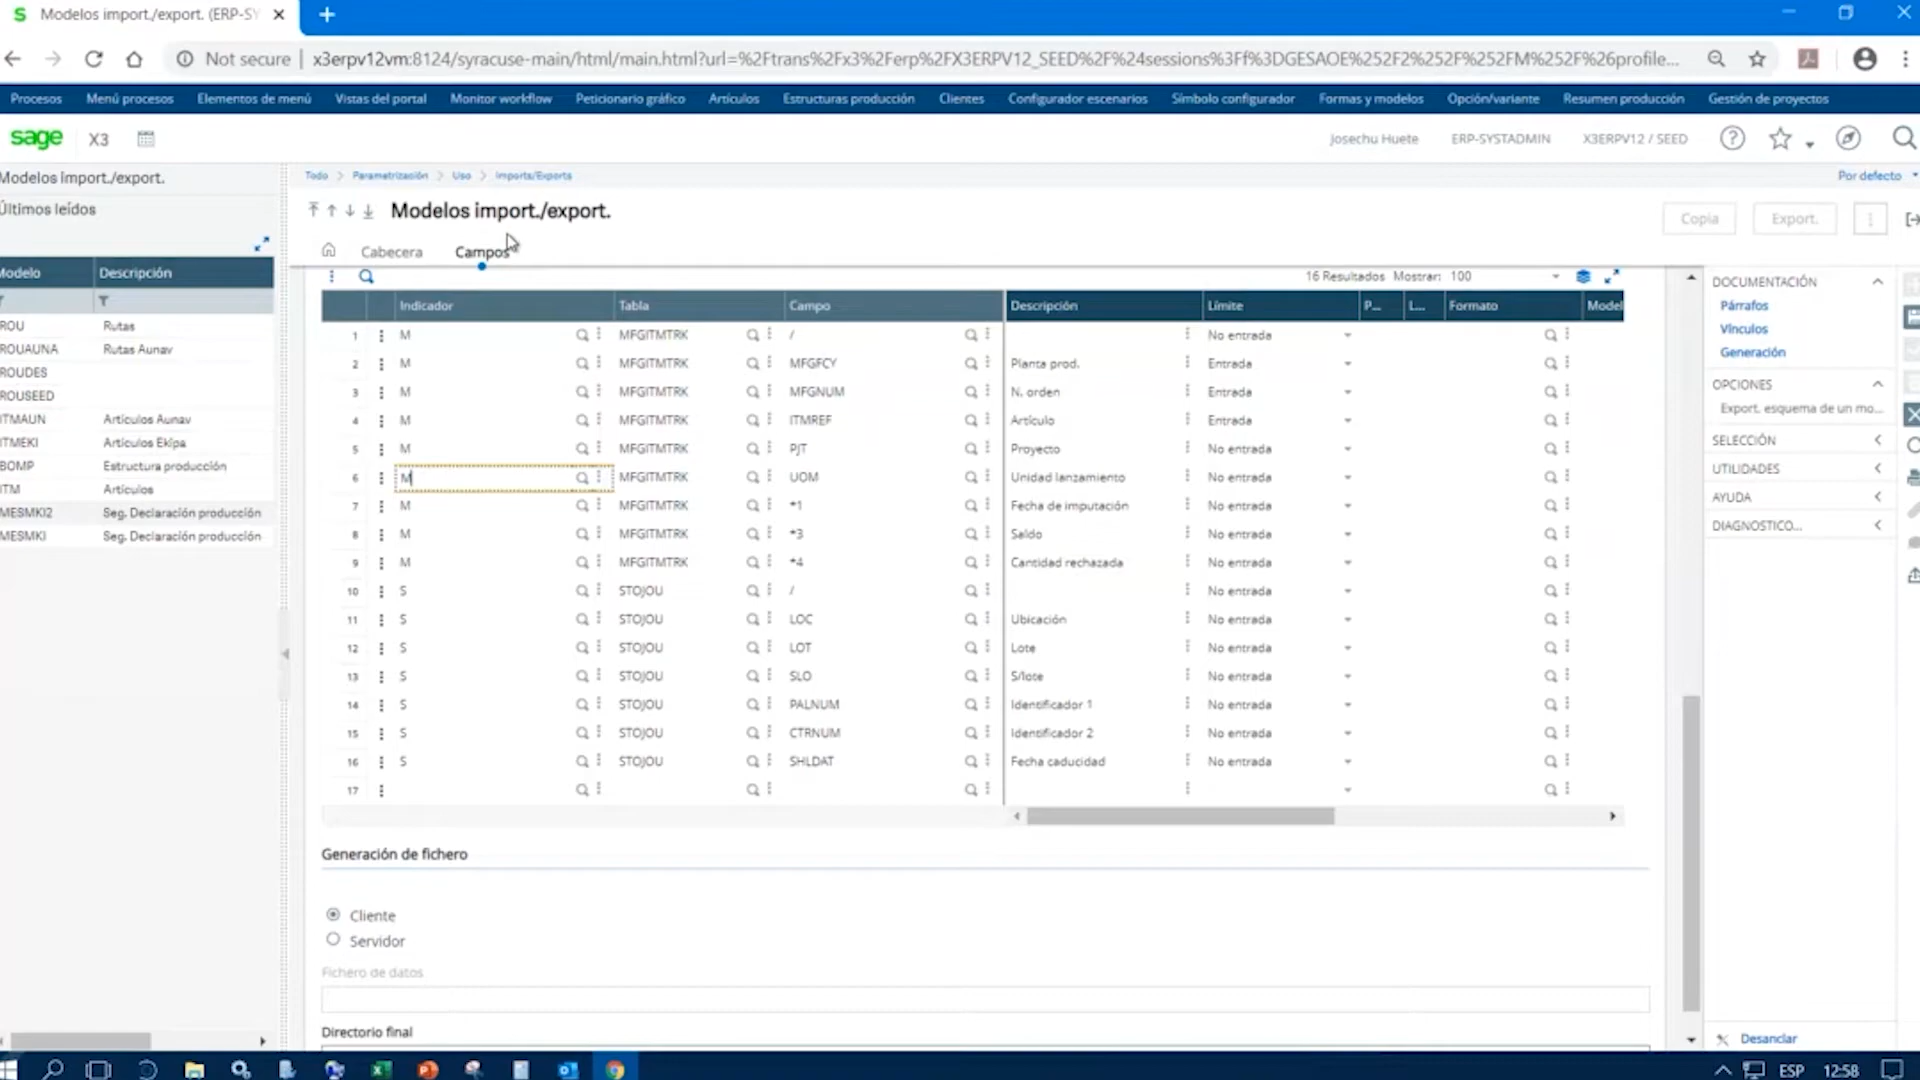 Modelos import./export. (ERP-SY
Not secure | x3erpv12vm:8124/syracuse-main/html/main.html?url=%2Ftrans%2Fx3%2Ferp%2FX3ERPV12_SEED%2F%24sessions%3Ff%3DGESAOE%252F2%252F%252FM%252F%26profile...
Procesos Menú procesos Elementos de menú Vistas del portal Monitor workflow Peticionario gráfico Artículos Estructuras producción Clientes Configurador escenarios Símbolo configurador Formas y modelos Opción/variante Resumen producción Gestión de proyectos
sage X3 Josechu Huete ERP-SYSTADMIN X3ERPV12 / SEED
Modelos import./export.
Últimos leídos
Modelo Descripción
ROU Rutas
ROUAUNA Rutas Aunav
ROUDES
ROUSEED
ITMAUN Artículos Aunav
ITMEKI Artículos Ekipa
BOMP Estructura producción
ITM Artículos
MESMKI2 Seg. Declaración producción
MESMKI Seg. Declaración producción
Todo > Parametrización > Uso > Imports/Exports
Por defecto
Modelos import./export.
Copia Export.
Cabecera Campos
16 Resultados Mostrar: 100
Indicador Tabla Campo Descripción Límite P... L... Formato Model
1 M MFGITMTRK / No entrada
2 M MFGITMTRK MFGFCY Planta prod. Entrada
3 M MFGITMTRK MFGNUM N. orden Entrada
4 M MFGITMTRK ITMREF Artículo Entrada
5 M MFGITMTRK PJT Proyecto No entrada
6 M MFGITMTRK UOM Unidad lanzamiento No entrada
7 M MFGITMTRK *1 Fecha de imputación No entrada
8 M MFGITMTRK *3 Saldo No entrada
9 M MFGITMTRK *4 Cantidad rechazada No entrada
10 S STOJOU / No entrada
11 S STOJOU LOC Ubicación No entrada
12 S STOJOU LOT Lote No entrada
13 S STOJOU SLO S/lote No entrada
14 S STOJOU PALNUM Identificador 1 No entrada
15 S STOJOU CTRNUM Identificador 2 No entrada
16 S STOJOU SHLDAT Fecha caducidad No entrada
17
Generación de fichero
Cliente
Servidor
Fichero de datos
Directorio final
DOCUMENTACIÓN
Párrafos
Vínculos
Generación
OPCIONES
Export. esquema de un mo...
SELECCIÓN
UTILIDADES
AYUDA
DIAGNOSTICO...
Desanclar
ESP 12:58